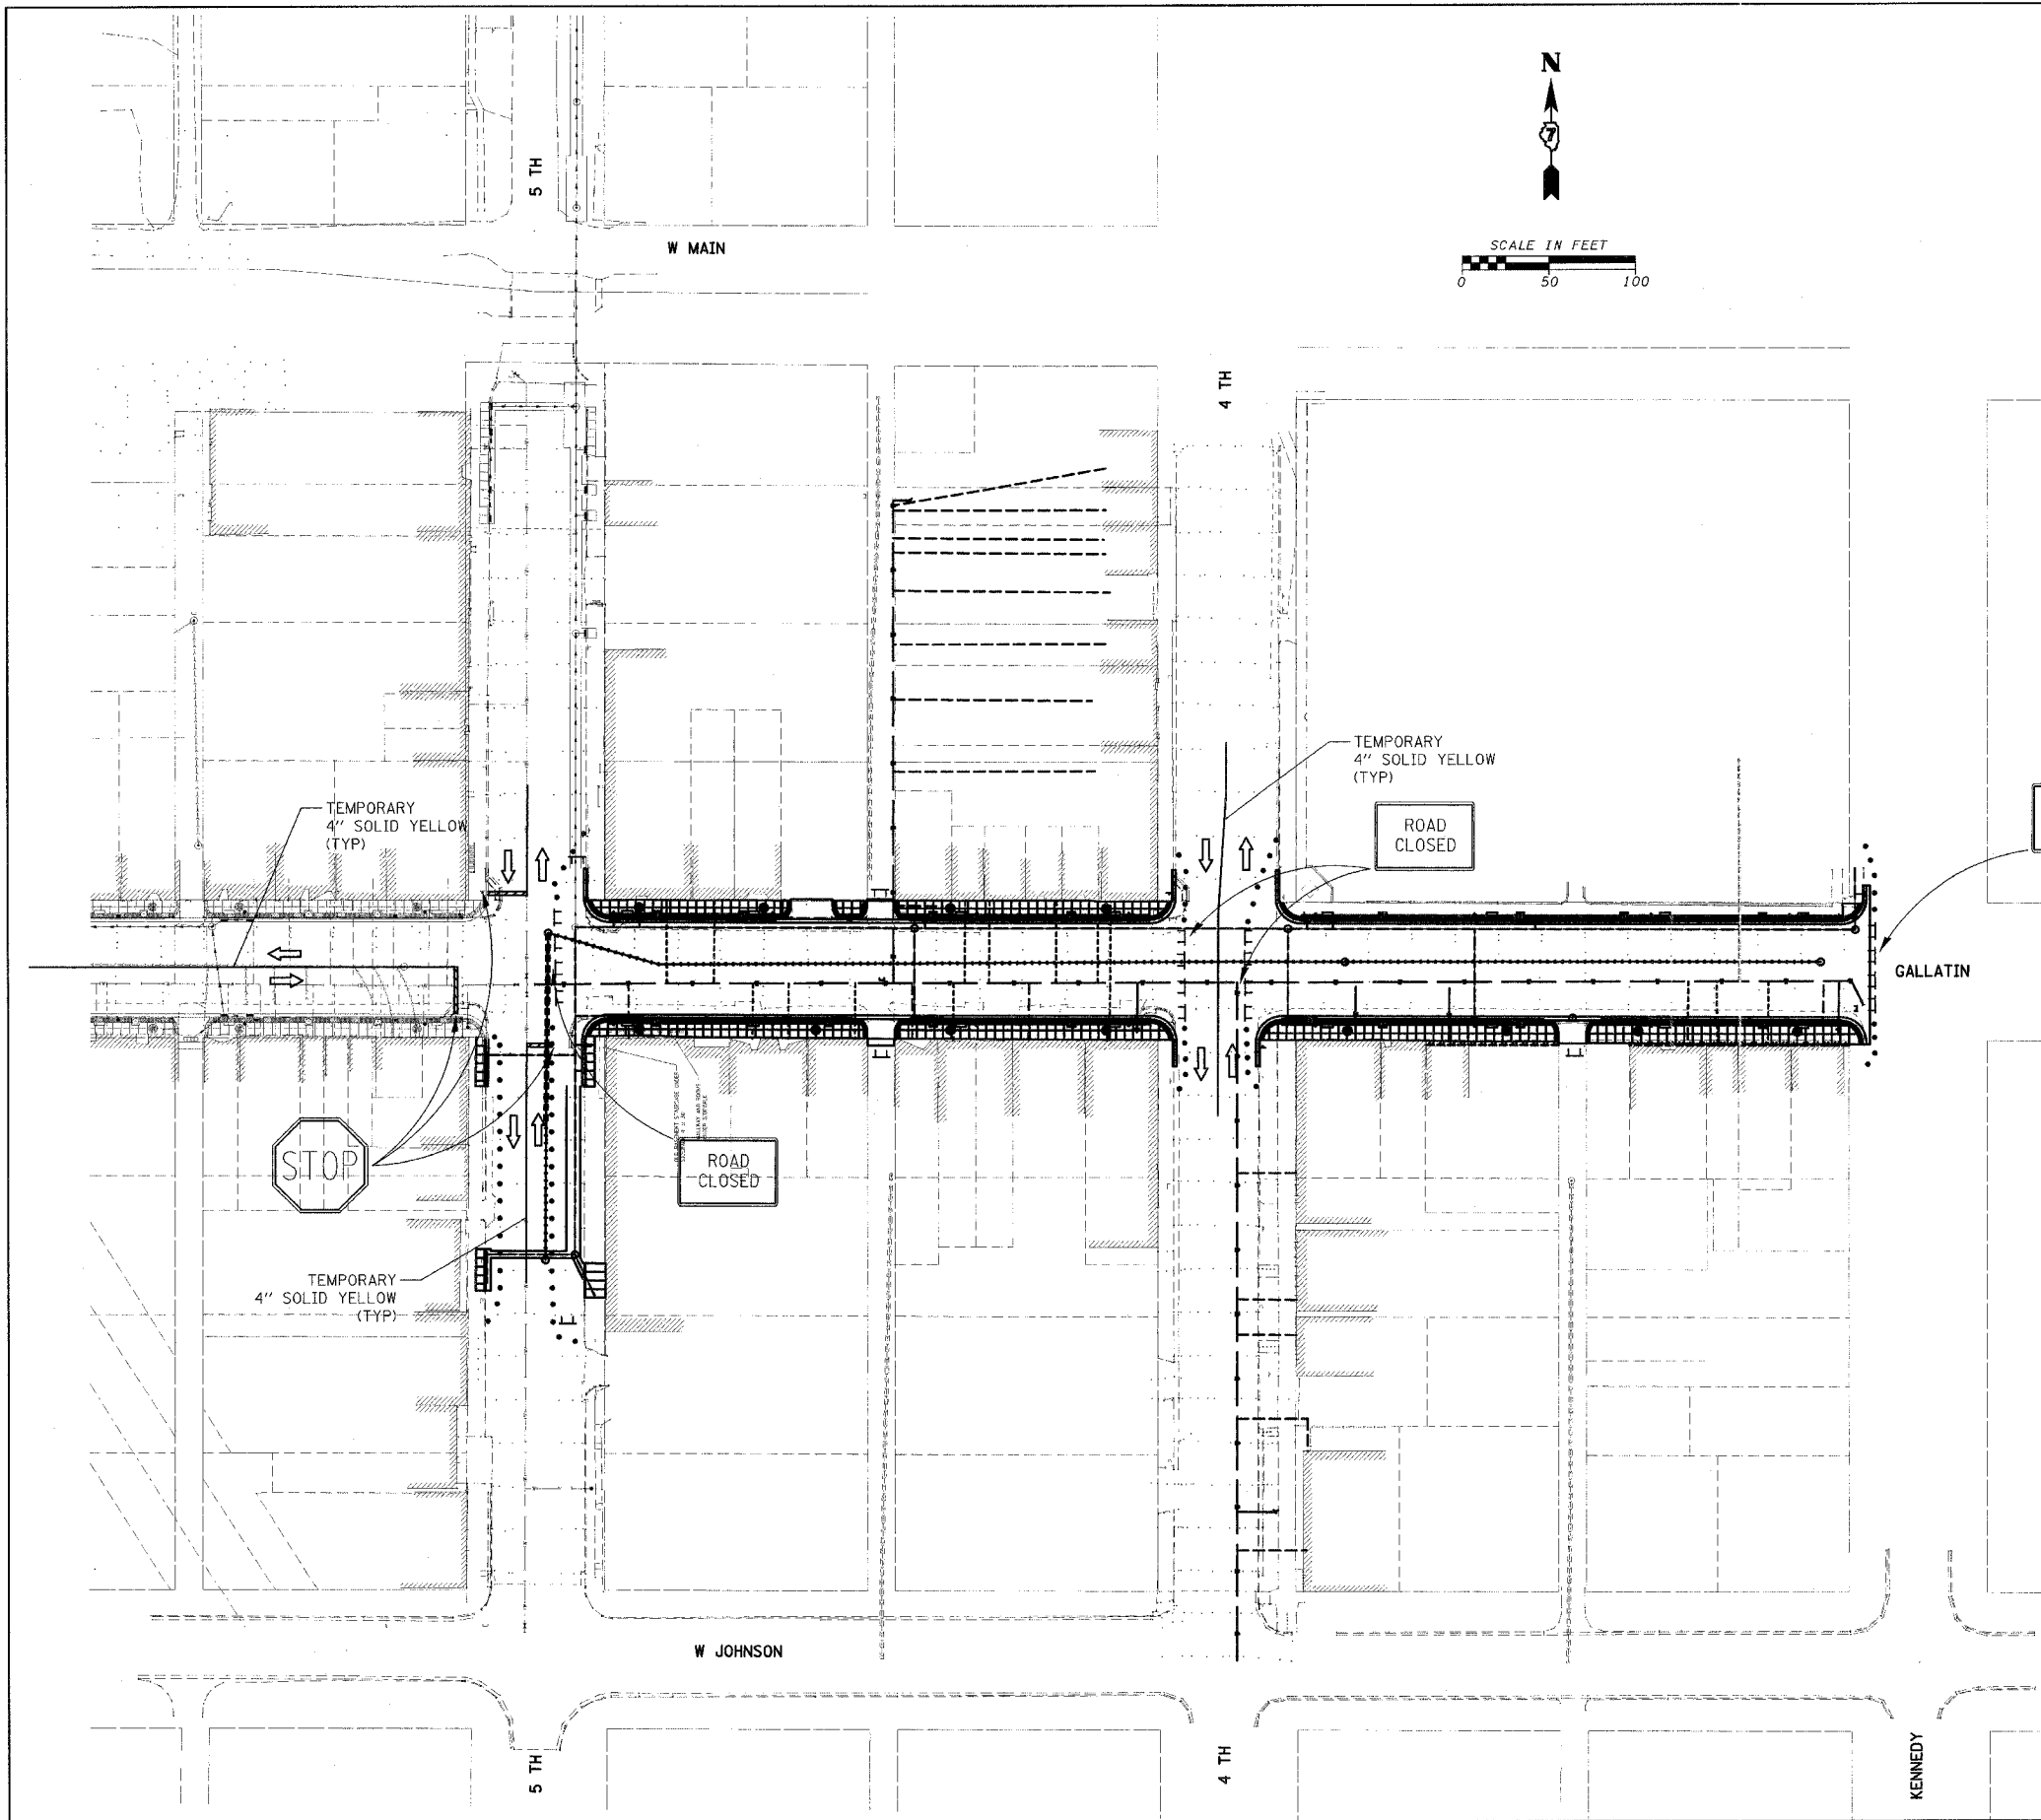 N
7
5 TH
W MAIN
SCALE IN FEET
0 50 100
4 TH
TEMPORARY
4" SOLID YELLOW
(TYP)
TEMPORARY
4" SOLID YELLOW
(TYP)
ROAD
CLOSED
GALLATIN
STOP
ROAD
CLOSED
TEMPORARY
4" SOLID YELLOW
(TYP)
W JOHNSON
5 TH
4 TH
KENNEDY